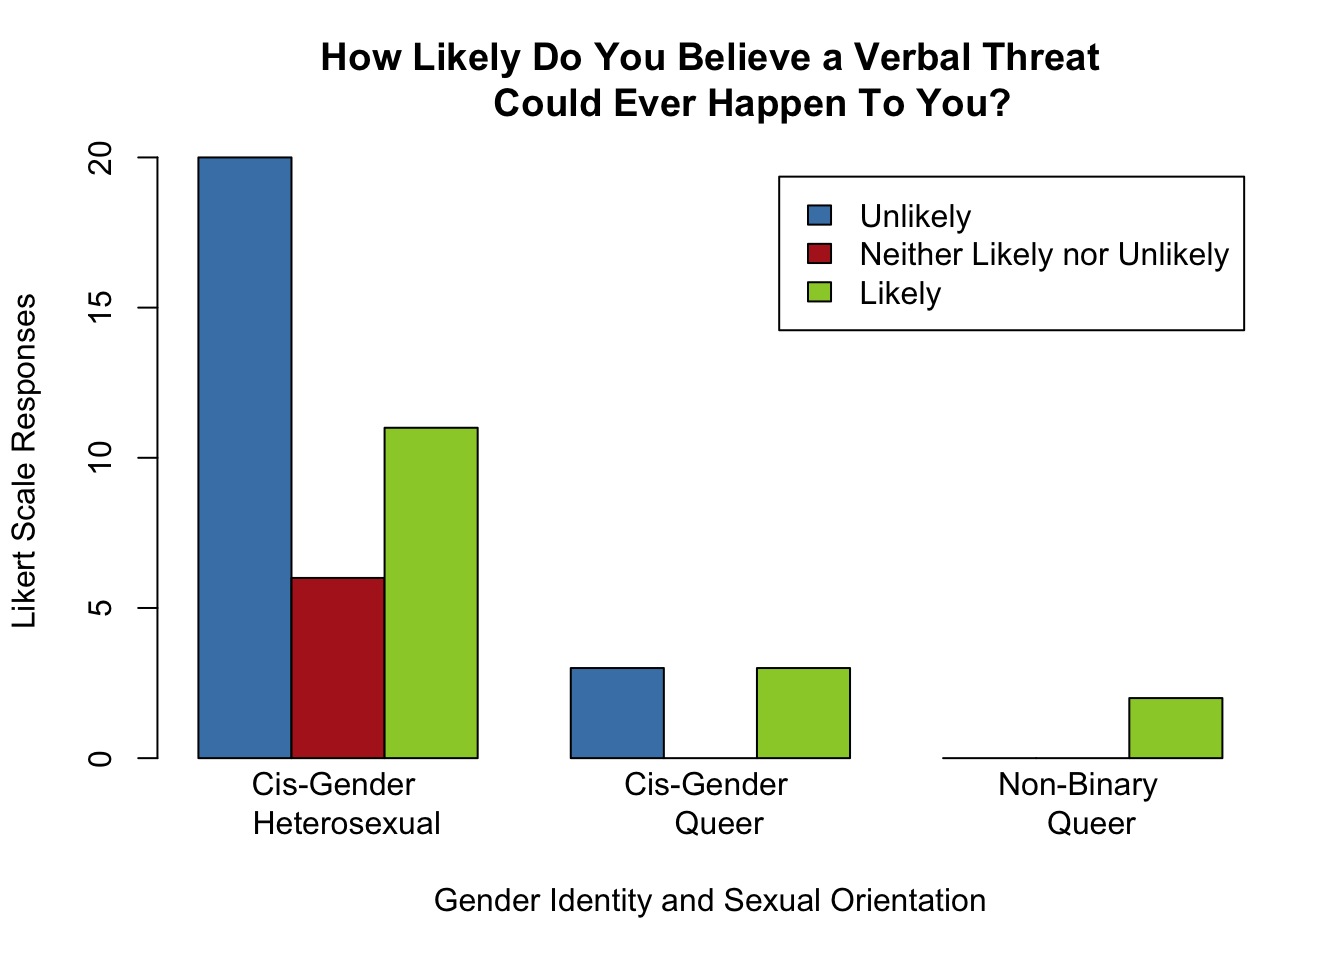 How Likely Do You Believe a Verbal Threat
Could Ever Happen To You?
20
15
10
5
0
Likert Scale Responses
Unlikely
Neither Likely nor Unlikely
Likely
Cis-Gender
Heterosexual
Cis-Gender
Queer
Non-Binary
Queer
Gender Identity and Sexual Orientation